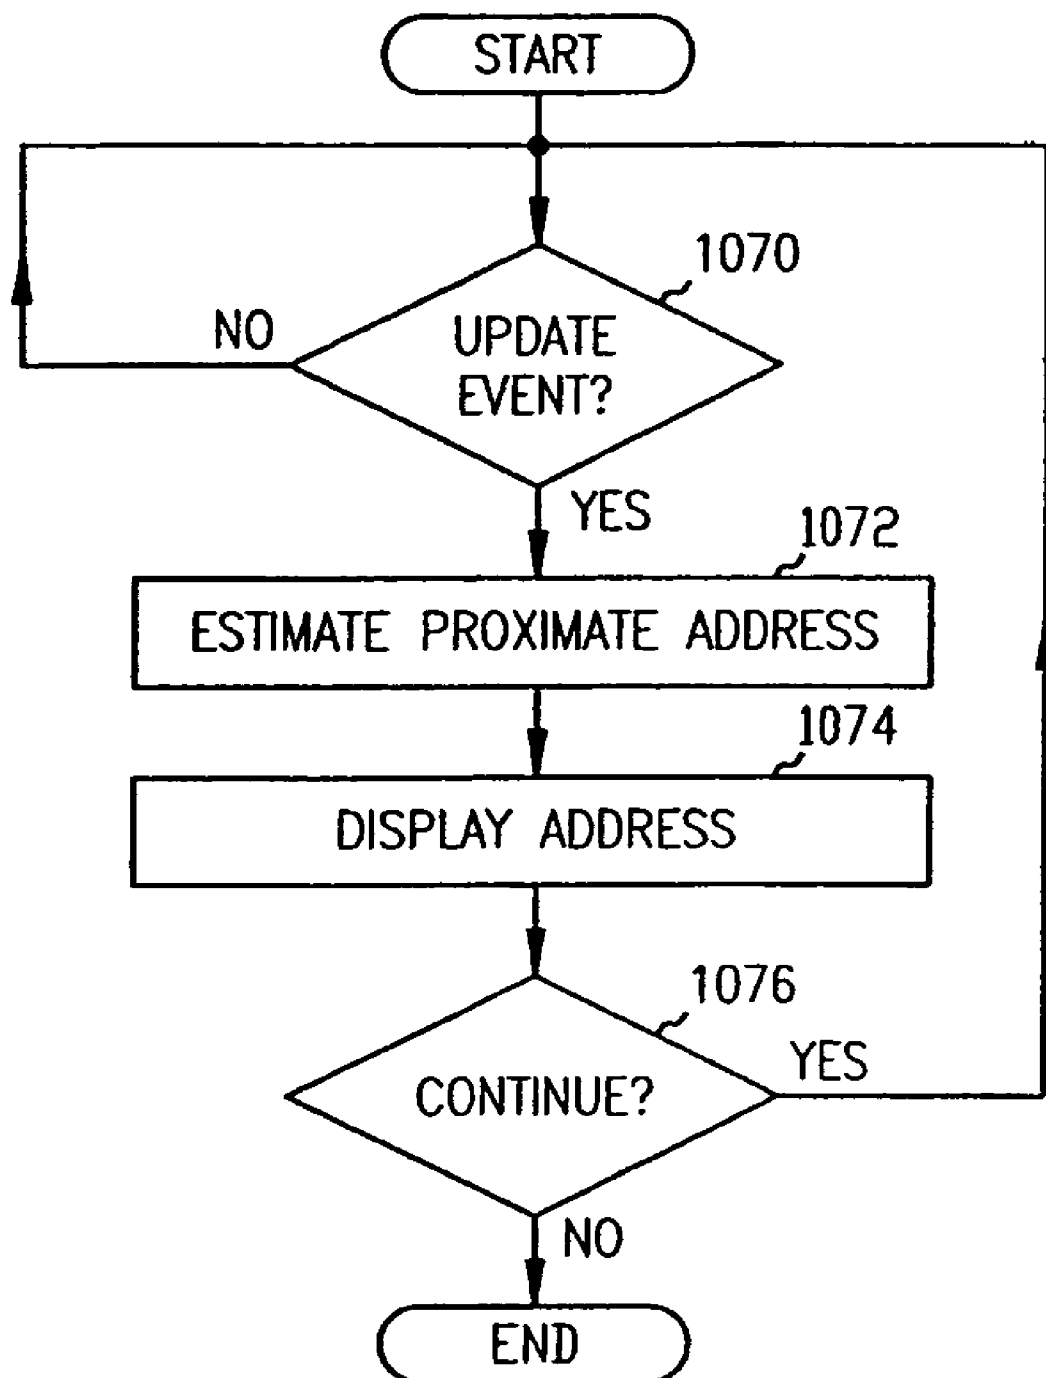 START
1070
NO
UPDATE
EVENT?
YES
1072
ESTIMATE PROXIMATE ADDRESS
1074
DISPLAY ADDRESS
1076
YES
CONTINUE?
NO
END